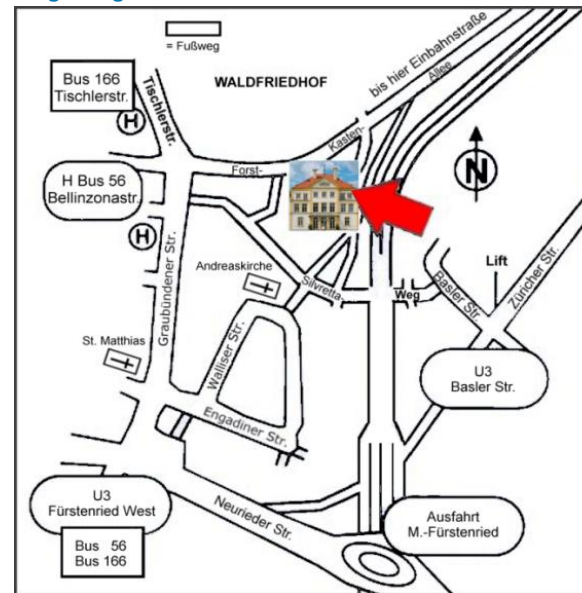 = Fußweg
Bus 166
Tischlerstr.
Tischlerstr.
WALDFRIEDHOF
bis hier Einbahnstraße
Allee
Kasten-
Forst-
H
H Bus 56
Bellinzonastr.
H
N
Graubündener Str.
Andreaskirche
Silvretta-
Weg
Basler Str.
Lift
Züricher Str.
St. Matthias
Walliser Str.
U3
Basler Str.
Engadiner Str.
U3
Fürstenried West
Neurieder Str.
Ausfahrt
M.-Fürstenried
Bus 56
Bus 166